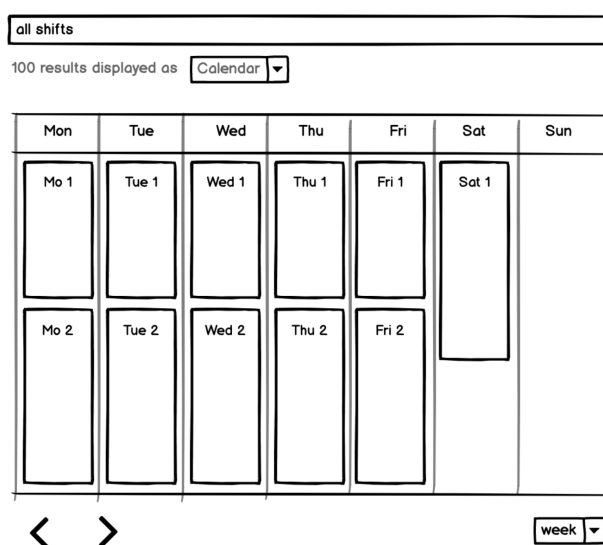 all shifts
100 results displayed as Calendar
Mon Tue Wed Thu Fri Sat Sun
Mo 1 Tue 1 Wed 1 Thu 1 Fri 1 Sat 1
Mo 2 Tue 2 Wed 2 Thu 2 Fri 2
week